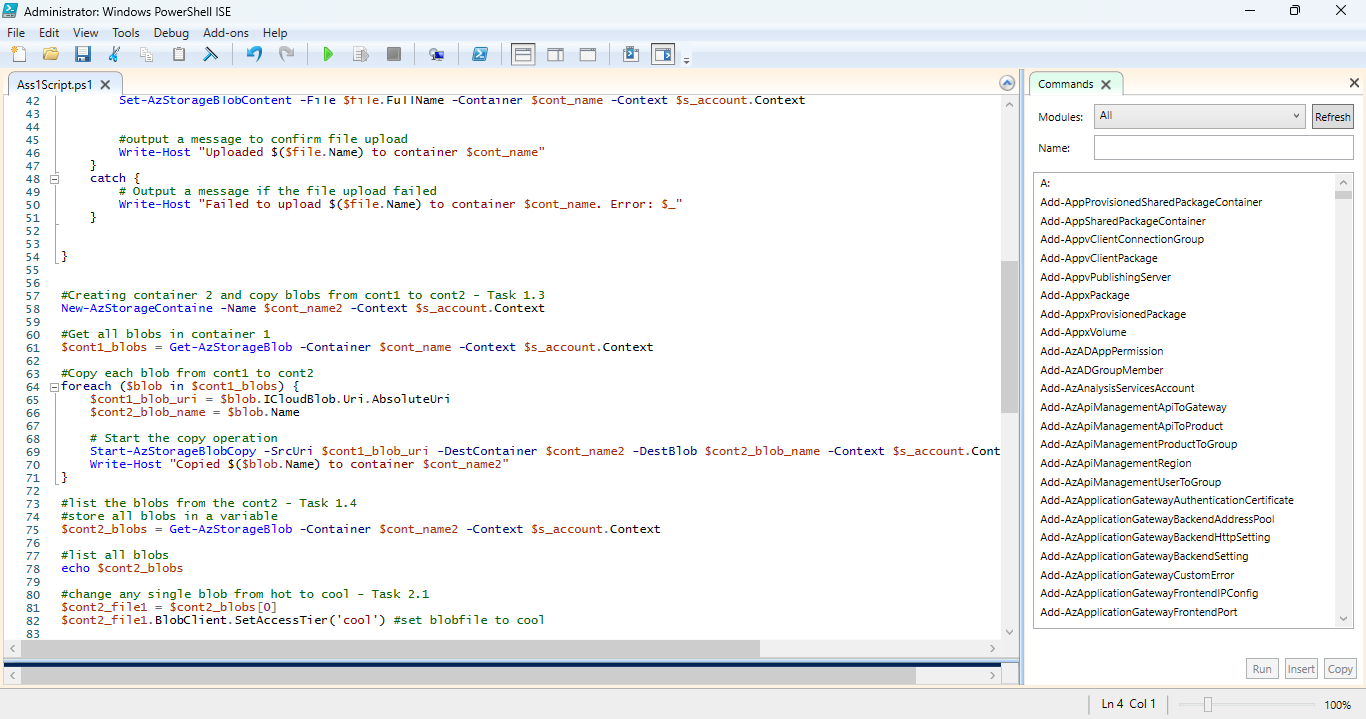 Administrator: Windows PowerShell ISE
File Edit View Tools Debug Add-ons Help
Ass1Script.ps1
42 Set-AzStorageBlobContent -File $file.FullName -Container $cont_name -Context $s_account.Context
43
44
45 #output a message to confirm file upload
46 Write-Host "Uploaded $($file.Name) to container $cont_name"
47 }
48 catch {
49 # Output a message if the file upload failed
50 Write-Host "Failed to upload $($file.Name) to container $cont_name. Error: $_"
51 }
52
53
54 }
55
56
57 #Creating container 2 and copy blobs from cont1 to cont2 - Task 1.3
58 New-AzStorageContaine -Name $cont_name2 -Context $s_account.Context
59
60 #Get all blobs in container 1
61 $cont1_blobs = Get-AzStorageBlob -Container $cont_name -Context $s_account.Context
62
63 #Copy each blob from cont1 to cont2
64 foreach ($blob in $cont1_blobs) {
65 $cont1_blob_uri = $blob.ICloudBlob.Uri.AbsoluteUri
66 $cont2_blob_name = $blob.Name
67
68 # Start the copy operation
69 Start-AzStorageBlobCopy -SrcUri $cont1_blob_uri -DestContainer $cont_name2 -DestBlob $cont2_blob_name -Context $s_account.Cont
70 Write-Host "Copied $($blob.Name) to container $cont_name2"
71 }
72
73 #list the blobs from the cont2 - Task 1.4
74 #store all blobs in a variable
75 $cont2_blobs = Get-AzStorageBlob -Container $cont_name2 -Context $s_account.Context
76
77 #list all blobs
78 echo $cont2_blobs
79
80 #change any single blob from hot to cool - Task 2.1
81 $cont2_file1 = $cont2_blobs[0]
82 $cont2_file1.BlobClient.SetAccessTier('cool') #set blobfile to cool
83
Commands
Modules: All Refresh
Name:
A:
Add-AppProvisionedSharedPackageContainer
Add-AppSharedPackageContainer
Add-AppvClientConnectionGroup
Add-AppvClientPackage
Add-AppvPublishingServer
Add-AppxPackage
Add-AppxProvisionedPackage
Add-AppxVolume
Add-AzADAppPermission
Add-AzADGroupMember
Add-AzAnalysisServicesAccount
Add-AzApiManagementApiToGateway
Add-AzApiManagementApiToProduct
Add-AzApiManagementProductToGroup
Add-AzApiManagementRegion
Add-AzApiManagementUserToGroup
Add-AzApplicationGatewayAuthenticationCertificate
Add-AzApplicationGatewayBackendAddressPool
Add-AzApplicationGatewayBackendHttpSetting
Add-AzApplicationGatewayBackendSetting
Add-AzApplicationGatewayCustomError
Add-AzApplicationGatewayFrontendIPConfig
Add-AzApplicationGatewayFrontendPort
Run Insert Copy
Ln 4 Col 1 100%